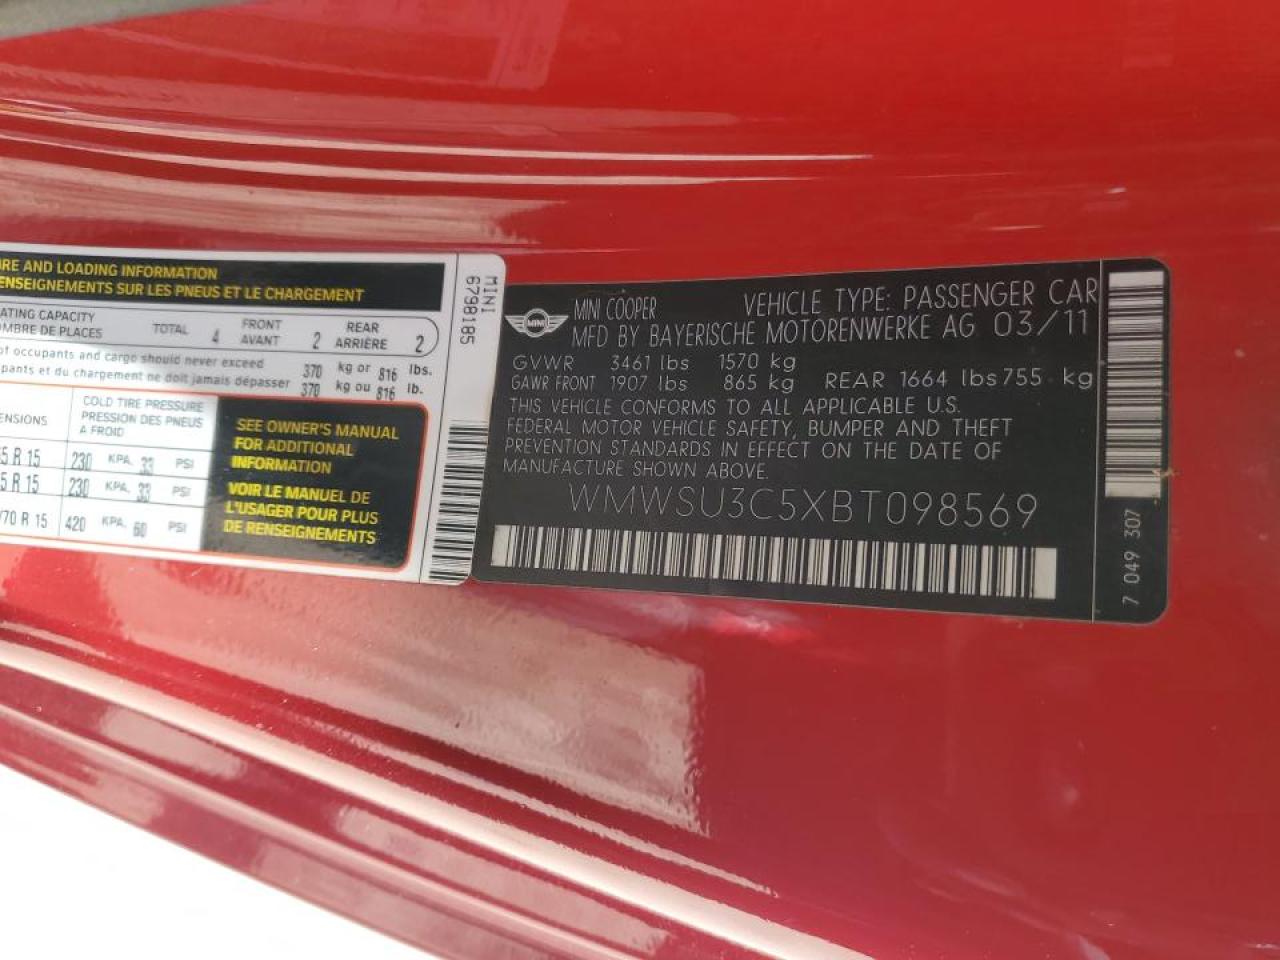 RE AND LOADING INFORMATION
ENSEIGNEMENTS SUR LES PNEUS ET LE CHARGEMENT
ATING CAPACITY
OMBRE DE PLACES
TOTAL 4
FRONT
AVANT 2
REAR
ARRIÈRE 2
of occupants and cargo should never exceed 370 kg or 816 lbs.
pants et du chargement ne doit jamais dépasser 370 kg ou 816 lb.
ENSIONS
COLD TIRE PRESSURE
PRESSION DES PNEUS
A FROID
5 R 15 230 KPA, 33 PSI
5 R 15 230 KPA, 33 PSI
/70 R 15 420 KPA, 60 PSI
SEE OWNER'S MANUAL
FOR ADDITIONAL
INFORMATION
VOIR LE MANUEL DE
L'USAGER POUR PLUS
DE RENSEIGNEMENTS
MINI
6798185
MINI
MINI COOPER VEHICLE TYPE: PASSENGER CAR
MFD BY BAYERISCHE MOTORENWERKE AG 03/11
GVWR 3461 lbs 1570 kg
GAWR FRONT 1907 lbs 865 kg REAR 1664 lbs 755 kg
THIS VEHICLE CONFORMS TO ALL APPLICABLE U.S.
FEDERAL MOTOR VEHICLE SAFETY, BUMPER AND THEFT
PREVENTION STANDARDS IN EFFECT ON THE DATE OF
MANUFACTURE SHOWN ABOVE.
WMWSU3C5XBT098569
7 049 307